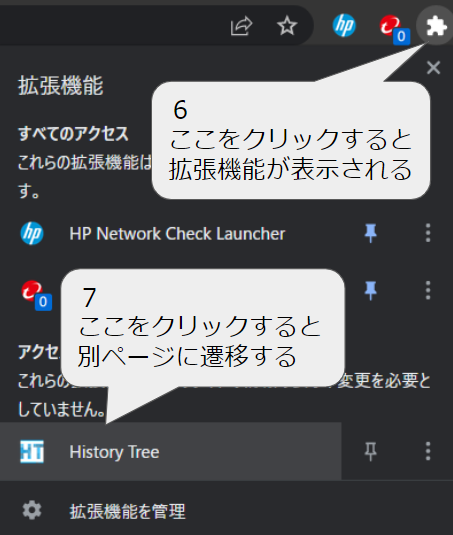 拡張機能
6
ここをクリックすると
拡張機能が表示される
すべてのアクセス
これらの拡張機能は
す。
hp
0
hp HP Network Check Launcher
0
7
ここをクリックすると
別ページに遷移する
アクセ
これらの
変更を必要と
していません。
HT History Tree
拡張機能を管理